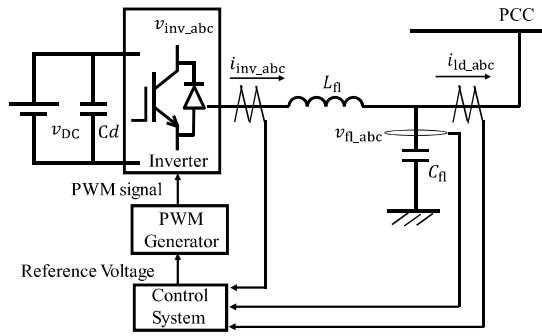 PCC
v_inv_abc
i_inv_abc
L_fl
i_ld_abc
v_DC
Cd
v_fl_abc
C_fl
Inverter
PWM signal
PWM
Generator
Reference Voltage
Control
System